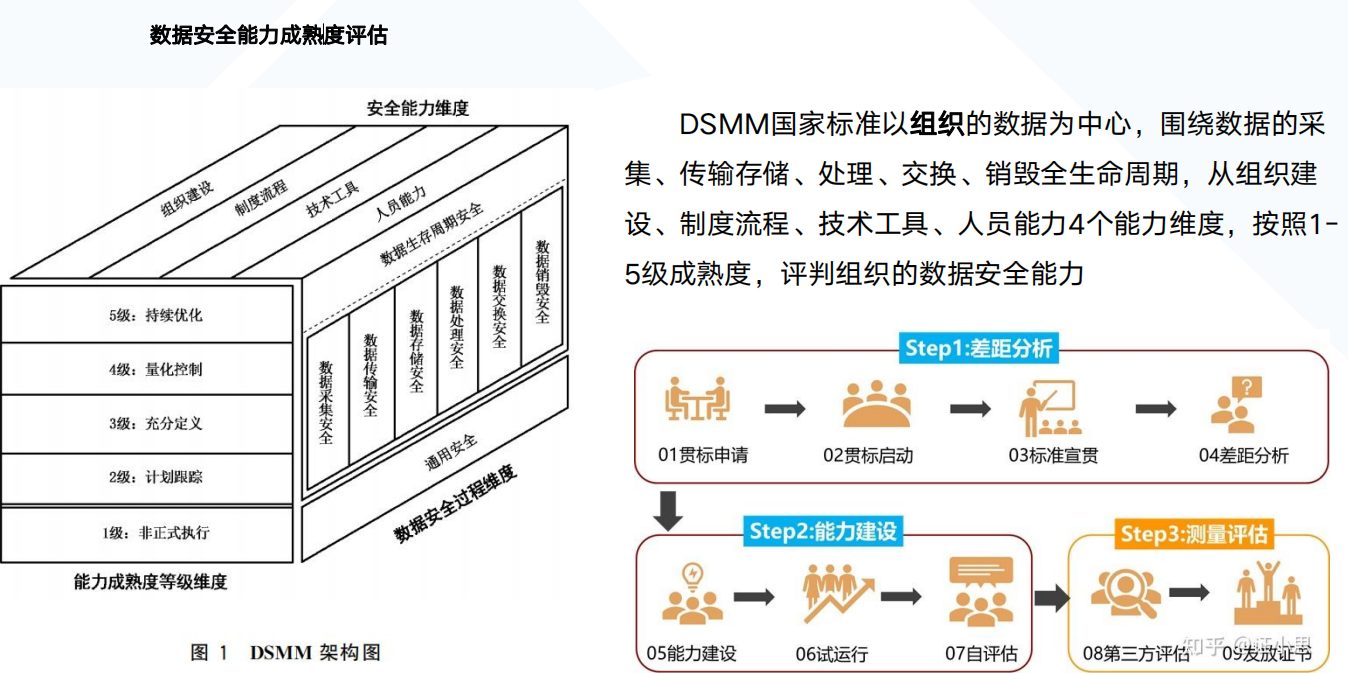 数据安全能力成熟度评估
安全能力维度
组织建设
制度流程
技术工具
人员能力
数据生存周期安全
数据采集安全
数据传输安全
数据存储安全
数据处理安全
数据交换安全
数据销毁安全
通用安全
数据安全过程维度
5级：持续优化
4级：量化控制
3级：充分定义
2级：计划跟踪
1级：非正式执行
能力成熟度等级维度
图 1 DSMM 架构图
DSMM国家标准以组织的数据为中心，围绕数据的采
集、传输存储、处理、交换、销毁全生命周期，从组织建
设、制度流程、技术工具、人员能力4个能力维度，按照1-
5级成熟度，评判组织的数据安全能力
Step1:差距分析
01贯标申请
02贯标启动
03标准宣贯
04差距分析
?
Step2:能力建设
05能力建设
06试运行
07自评估
Step3:测量评估
08第三方评估
09发放证书
知乎